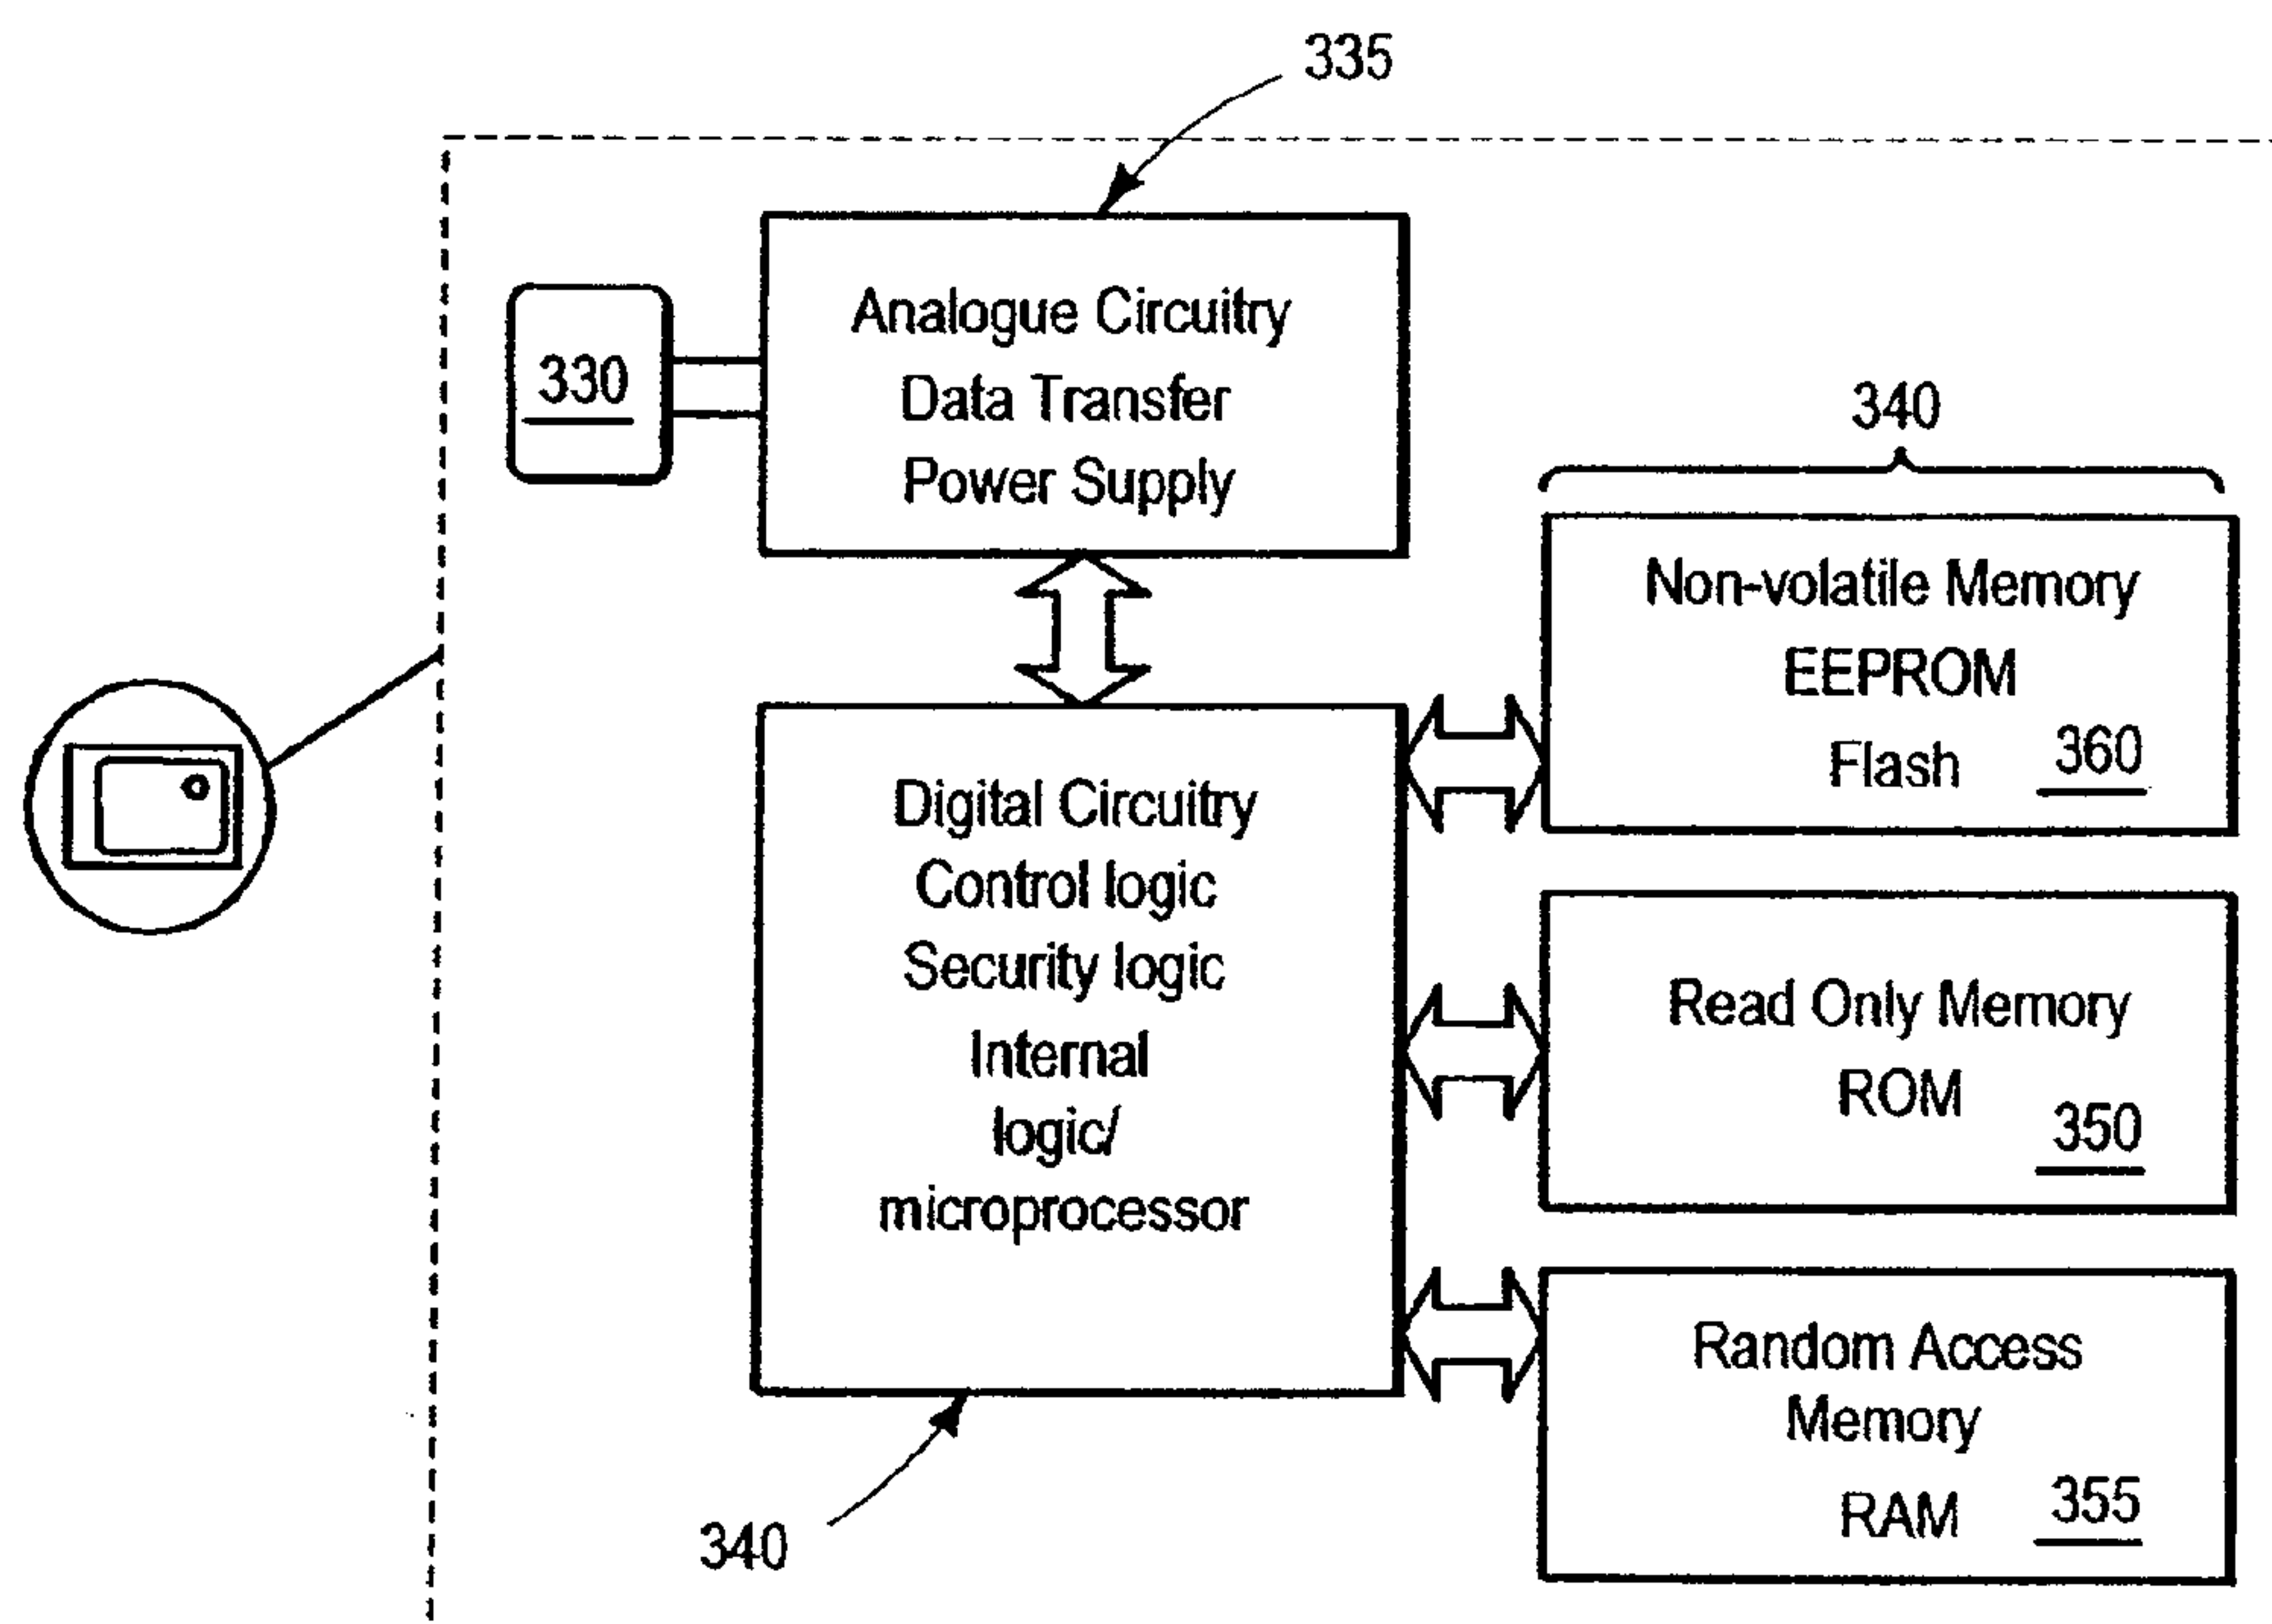 335
Analogue Circuitry
Data Transfer
Power Supply
330
340
Non-volatile Memory
EEPROM
Flash 360
Digital Circuitry
Control logic
Security logic
Internal
logic/
microprocessor
Read Only Memory
ROM 350
Random Access
Memory
RAM 355
340